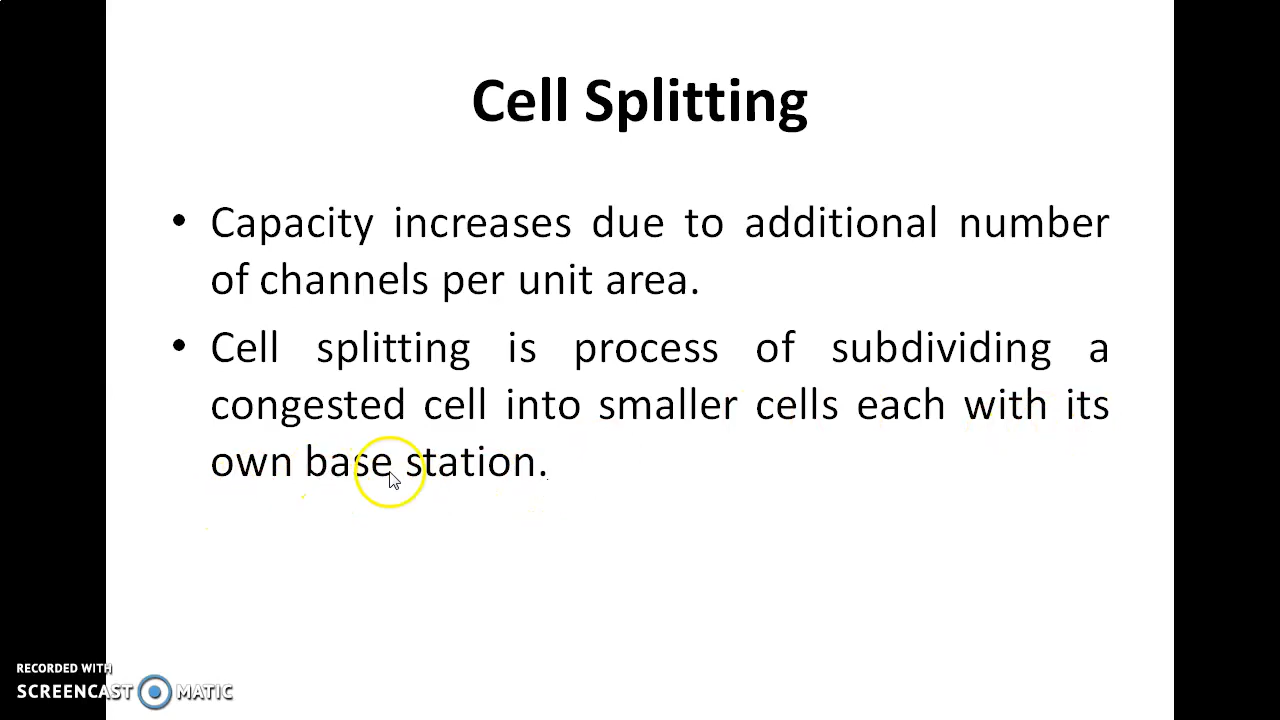 Cell Splitting
• Capacity increases due to additional number
of channels per unit area.
• Cell splitting is process of subdividing a
congested cell into smaller cells each with its
own base station.
RECORDED WITH
SCREENCAST MATIC